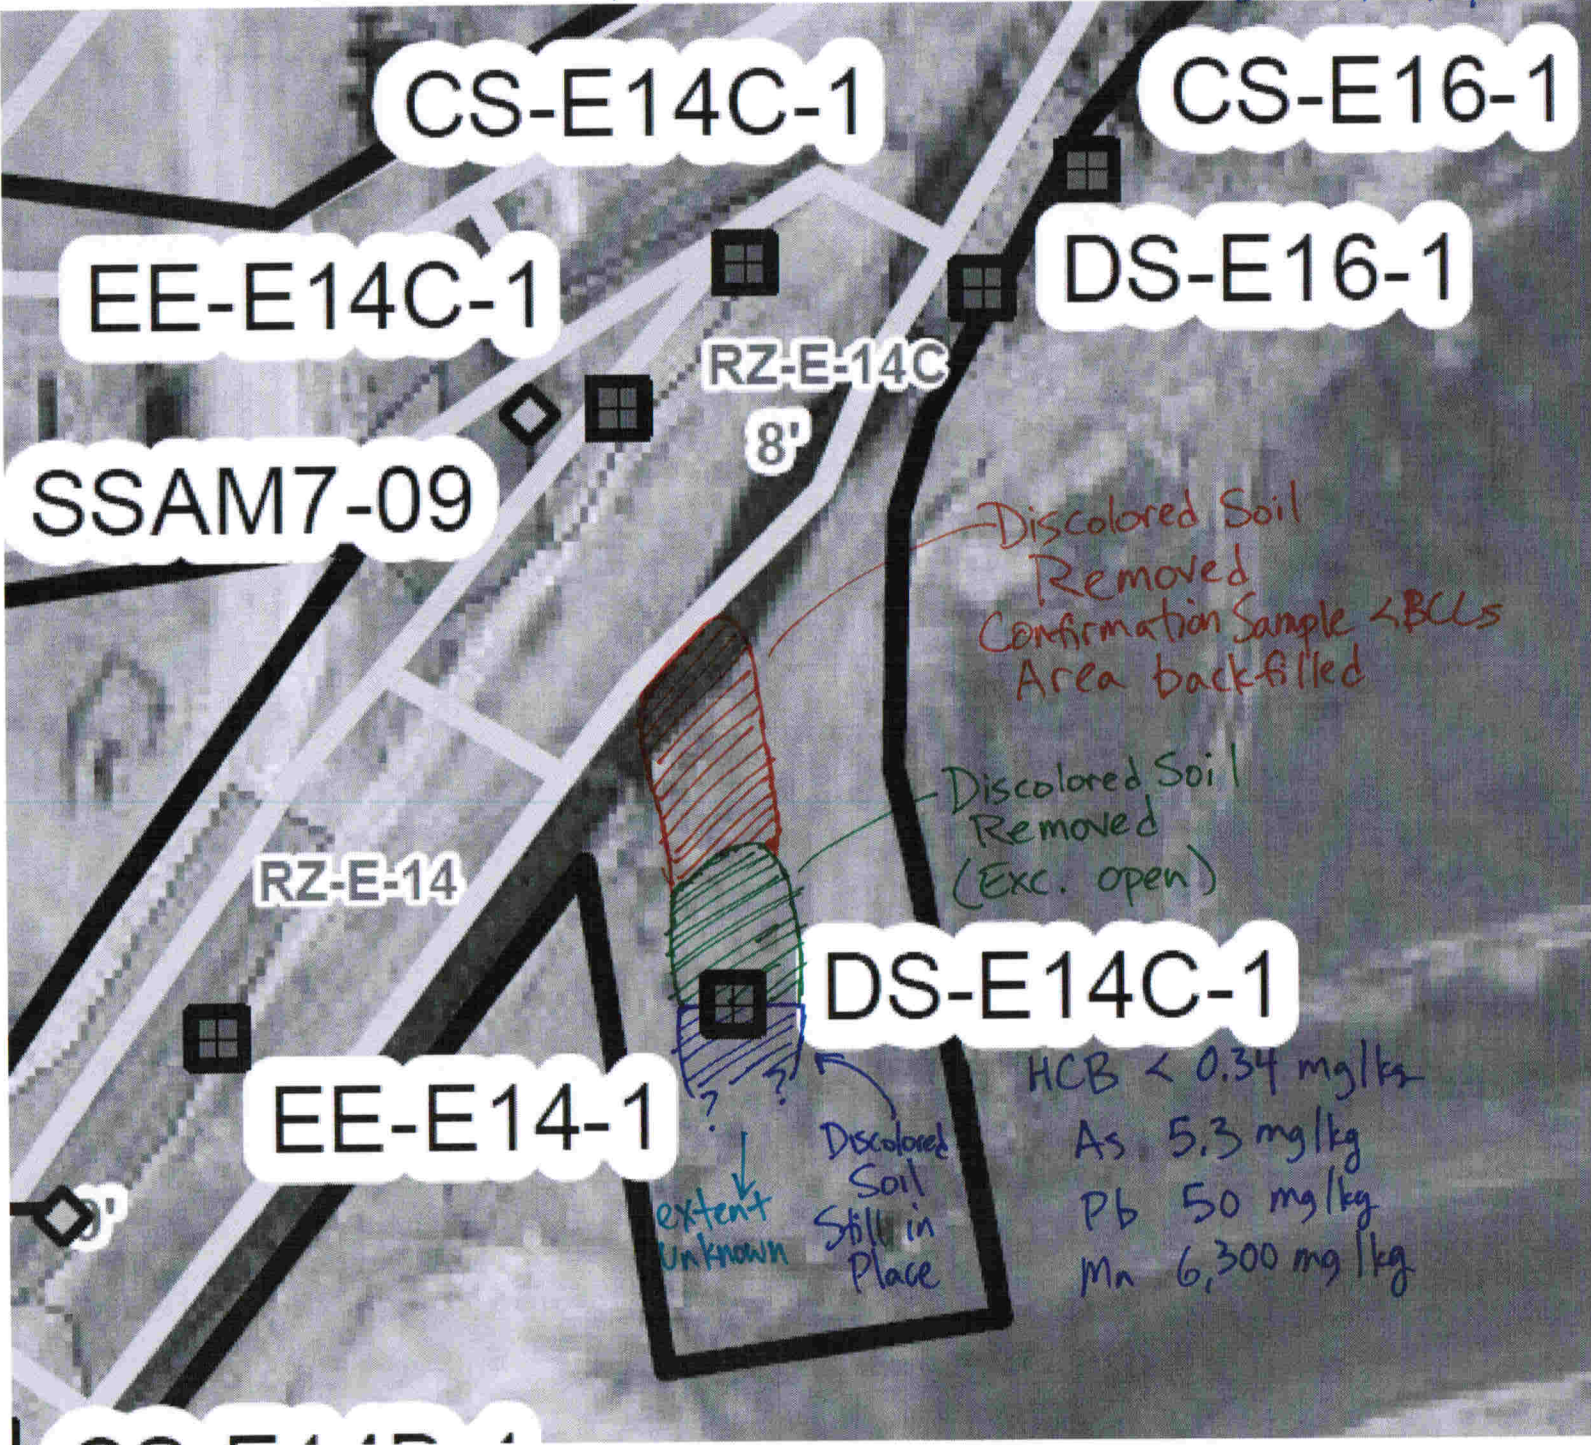 CS-E14C-1
CS-E16-1
EE-E14C-1
DS-E16-1
RZ-E-14C
8'
SSAM7-09
Discolored Soil
Removed
Confirmation Sample <BCLs
Area backfilled
Discolored Soil
Removed
(Exc. open)
RZ-E-14
DS-E14C-1
EE-E14-1
? ?
HCB < 0.34 mg/kg
As 5.3 mg/kg
Pb 50 mg/kg
Mn 6,300 mg/kg
Discolored
Soil
Still in
Place
extent
unknown